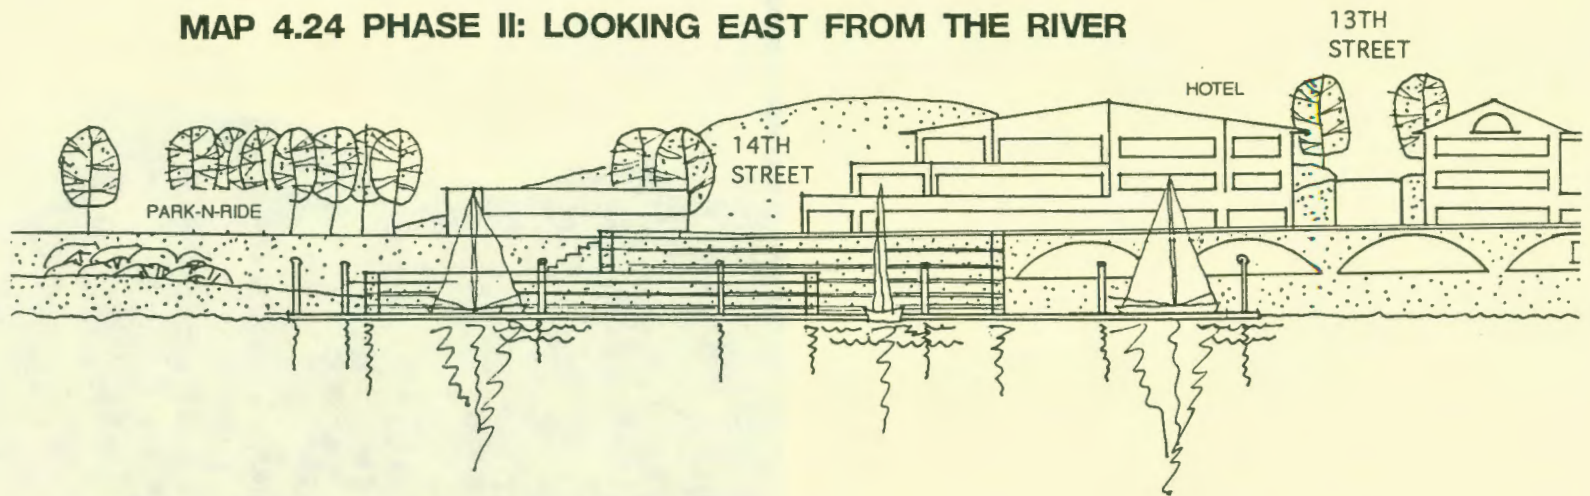 MAP 4.24 PHASE II: LOOKING EAST FROM THE RIVER
13TH
STREET
HOTEL
14TH
STREET
PARK-N-RIDE